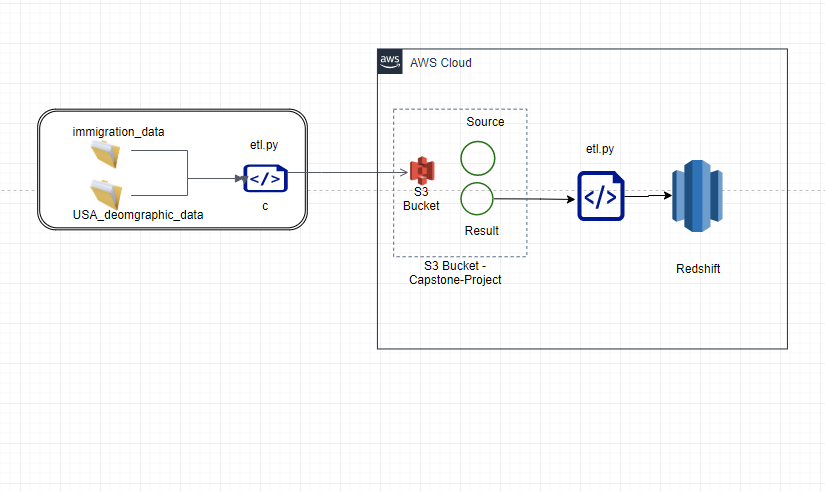 aws
AWS Cloud
immigration_data
etl.py
</>
c
USA_deomgraphic_data
Source
S3
Bucket
Result
S3 Bucket -
Capstone-Project
etl.py
</>
Redshift